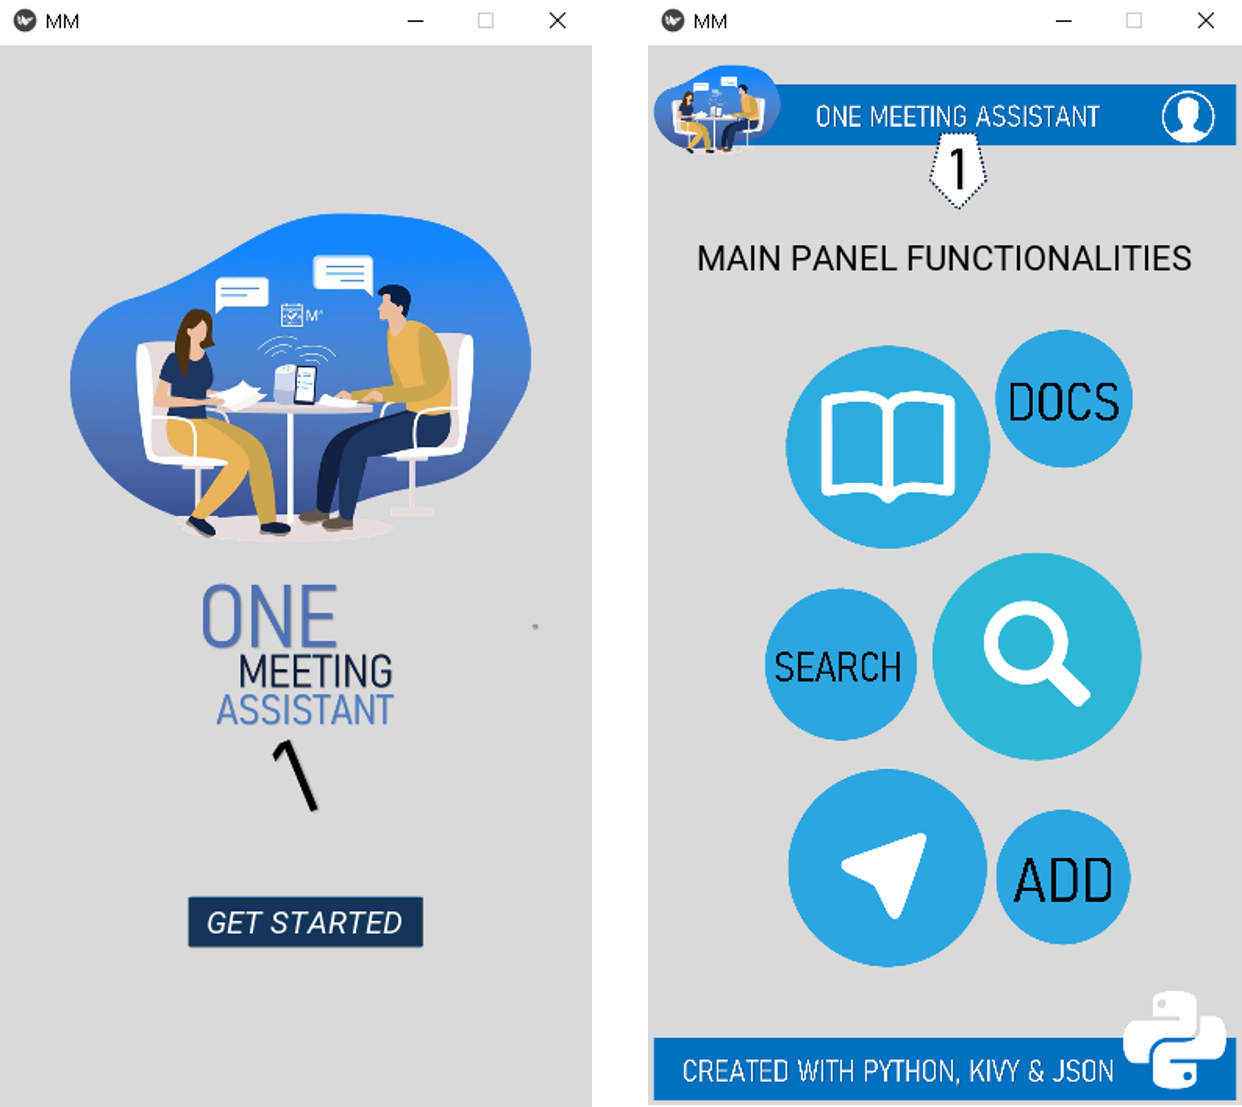 MM
M^
ONE
MEETING
ASSISTANT
1
GET STARTED
MM
ONE MEETING ASSISTANT
1
MAIN PANEL FUNCTIONALITIES
DOCS
SEARCH
ADD
CREATED WITH PYTHON, KIVY & JSON